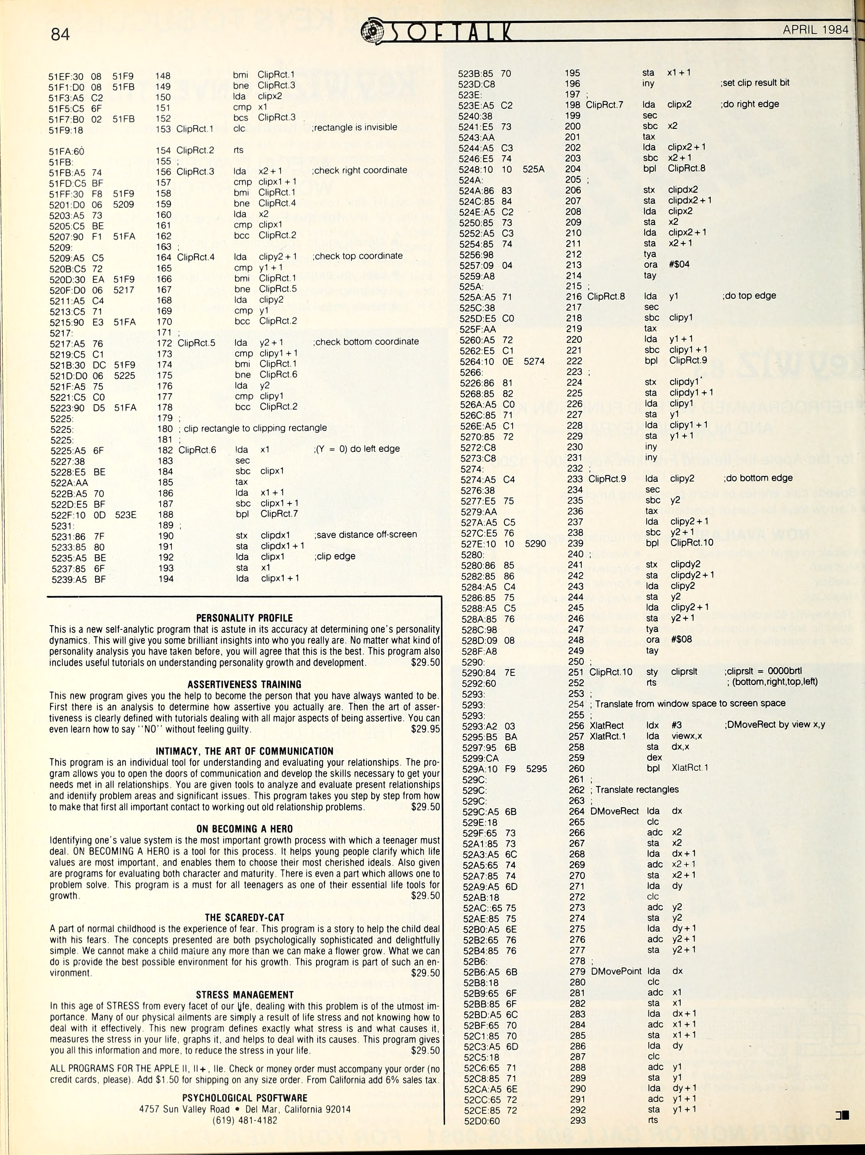 84
SOFTALK
APRIL 1984
51EF:30 08 51F9 148 bmi ClipRct.1
51F1:D0 08 51FB 149 bne ClipRct.3
51F3:A5 C2 150 lda clipx2
51F5:C5 6F 151 cmp x1
51F7:B0 02 51FB 152 bcs ClipRct.3
51F9:18 153 ClipRct.1 clc ;rectangle is invisible
51FA:60 154 ClipRct.2 rts
51FB: 155 ;
51FB:A5 74 156 ClipRct.3 lda x2+1 ;check right coordinate
51FD:C5 BF 157 cmp clipx1+1
51FF:30 F8 51F9 158 bmi ClipRct.1
5201:D0 06 5209 159 bne ClipRct.4
5203:A5 73 160 lda x2
5205:C5 BE 161 cmp clipx1
5207:90 F1 51FA 162 bcc ClipRct.2
5209: 163 ;
5209:A5 C5 164 ClipRct.4 lda clipy2+1 ;check top coordinate
520B:C5 72 165 cmp y1+1
520D:30 EA 51F9 166 bmi ClipRct.1
520F:D0 06 5217 167 bne ClipRct.5
5211:A5 C4 168 lda clipy2
5213:C5 71 169 cmp y1
5215:90 E3 51FA 170 bcc ClipRct.2
5217: 171 ;
5217:A5 76 172 ClipRct.5 lda y2+1 ;check bottom coordinate
5219:C5 C1 173 cmp clipy1+1
521B:30 DC 51F9 174 bmi ClipRct.1
521D:D0 06 5225 175 bne ClipRct.6
521F:A5 75 176 lda y2
5221:C5 C0 177 cmp clipy1
5223:90 D5 51FA 178 bcc ClipRct.2
5225: 179 ;
5225: 180 ; clip rectangle to clipping rectangle
5225: 181 ;
5225:A5 6F 182 ClipRct.6 lda x1 ;(Y = 0) do left edge
5227:38 183 sec
5228:E5 BE 184 sbc clipx1
522A:AA 185 tax
522B:A5 70 186 lda x1+1
522D:E5 BF 187 sbc clipx1+1
522F:10 0D 523E 188 bpl ClipRct.7
5231: 189 ;
5231:86 7F 190 stx clipdx1 ;save distance off-screen
5233:85 80 191 sta clipdx1+1
5235:A5 BE 192 lda clipx1 ;clip edge
5237:85 6F 193 sta x1
5239:A5 BF 194 lda clipx1+1
PERSONALITY PROFILE
This is a new self-analytic program that is astute in its accuracy at determining one's personality
dynamics. This will give you some brilliant insights into who you really are. No matter what kind of
personality analysis you have taken before, you will agree that this is the best. This program also
includes useful tutorials on understanding personality growth and development. $29.50
ASSERTIVENESS TRAINING
This new program gives you the help to become the person that you have always wanted to be.
First there is an analysis to determine how assertive you actually are. Then the art of asser-
tiveness is clearly defined with tutorials dealing with all major aspects of being assertive. You can
even learn how to say "NO" without feeling guilty. $29.95
INTIMACY, THE ART OF COMMUNICATION
This program is an individual tool for understanding and evaluating your relationships. The pro-
gram allows you to open the doors of communication and develop the skills necessary to get your
needs met in all relationships. You are given tools to analyze and evaluate present relationships
and identify problem areas and significant issues. This program takes you step by step from how
to make that first all important contact to working out old relationship problems. $29.50
ON BECOMING A HERO
Identifying one's value system is the most important growth process with which a teenager must
deal. ON BECOMING A HERO is a tool for this process. It helps young people clarify which life
values are most important, and enables them to choose their most cherished ideals. Also given
are programs for evaluating both character and maturity. There is even a part which allows one to
problem solve. This program is a must for all teenagers as one of their essential life tools for
growth. $29.50
THE SCAREDY-CAT
A part of normal childhood is the experience of fear. This program is a story to help the child deal
with his fears. The concepts presented are both psychologically sophisticated and delightfully
simple. We cannot make a child mature any more than we can make a flower grow. What we can
do is provide the best possible environment for his growth. This program is part of such an en-
vironment. $29.50
STRESS MANAGEMENT
In this age of STRESS from every facet of our life, dealing with this problem is of the utmost im-
portance. Many of our physical ailments are simply a result of life stress and not knowing how to
deal with it effectively. This new program defines exactly what stress is and what causes it,
measures the stress in your life, graphs it, and helps to deal with its causes. This program gives
you all this information and more, to reduce the stress in your life. $29.50
ALL PROGRAMS FOR THE APPLE II, II+, IIe. Check or money order must accompany your order (no
credit cards, please). Add $1.50 for shipping on any size order. From California add 6% sales tax.
PSYCHOLOGICAL PSOFTWARE
4757 Sun Valley Road • Del Mar, California 92014
(619) 481-4182
523B:85 70 195 sta x1+1
523D:C8 196 iny ;set clip result bit
523E: 197 ;
523E:A5 C2 198 ClipRct.7 lda clipx2 ;do right edge
5240:38 199 sec
5241:E5 73 200 sbc x2
5243:AA 201 tax
5244:A5 C3 202 lda clipx2+1
5246:E5 74 203 sbc x2+1
5248:10 10 525A 204 bpl ClipRct.8
524A: 205 ;
524A:86 83 206 stx clipdx2
524C:85 84 207 sta clipdx2+1
524E:A5 C2 208 lda clipx2
5250:85 73 209 sta x2
5252:A5 C3 210 lda clipx2+1
5254:85 74 211 sta x2+1
5256:98 212 tya
5257:09 04 213 ora #$04
5259:A8 214 tay
525A: 215 ;
525A:A5 71 216 ClipRct.8 lda y1 ;do top edge
525C:38 217 sec
525D:E5 C0 218 sbc clipy1
525F:AA 219 tax
5260:A5 72 220 lda y1+1
5262:E5 C1 221 sbc clipy1+1
5264:10 0E 5274 222 bpl ClipRct.9
5266: 223 ;
5226:86 81 224 stx clipdy1
5268:85 82 225 sta clipdy1+1
526A:A5 C0 226 lda clipy1
526C:85 71 227 sta y1
526E:A5 C1 228 lda clipy1+1
5270:85 72 229 sta y1+1
5272:C8 230 iny
5273:C8 231 iny
5274: 232 ;
5274:A5 C4 233 ClipRct.9 lda clipy2 ;do bottom edge
5276:38 234 sec
5277:E5 75 235 sbc y2
5279:AA 236 tax
527A:A5 C5 237 lda clipy2+1
527C:E5 76 238 sbc y2+1
527E:10 10 5290 239 bpl ClipRct.10
5280: 240 ;
5280:86 85 241 stx clipdy2
5282:85 86 242 sta clipdy2+1
5284:A5 C4 243 lda clipy2
5286:85 75 244 sta y2
5288:A5 C5 245 lda clipy2+1
528A:85 76 246 sta y2+1
528C:98 247 tya
528D:09 08 248 ora #$08
528F:A8 249 tay
5290: 250 ;
5290:84 7E 251 ClipRct.10 sty cliprslt ;cliprslt = 0000brtl
5292:60 252 rts ; (bottom,right,top,left)
5293: 253 ;
5293: 254 ; Translate from window space to screen space
5293: 255 ;
5293:A2 03 256 XlatRect ldx #3 ;DMoveRect by view x,y
5295:B5 BA 257 XlatRct.1 lda viewx,x
5297:95 6B 258 sta dx,x
5299:CA 259 dex
529A:10 F9 5295 260 bpl XlatRct.1
529C: 261 ;
529C: 262 ; Translate rectangles
529C: 263 ;
529C:A5 6B 264 DMoveRect lda dx
529E:18 265 clc
529F:65 73 266 adc x2
52A1:85 73 267 sta x2
52A3:A5 6C 268 lda dx+1
52A5:65 74 269 adc x2+1
52A7:85 74 270 sta x2+1
52A9:A5 6D 271 lda dy
52AB:18 272 clc
52AC:65 75 273 adc y2
52AE:85 75 274 sta y2
52B0:A5 6E 275 lda dy+1
52B2:65 76 276 adc y2+1
52B4:85 76 277 sta y2+1
52B6: 278 ;
52B6:A5 6B 279 DMovePoint lda dx
52B8:18 280 clc
52B9:65 6F 281 adc x1
52BB:85 6F 282 sta x1
52BD:A5 6C 283 lda dx+1
52BF:65 70 284 adc x1+1
52C1:85 70 285 sta x1+1
52C3:A5 6D 286 lda dy
52C5:18 287 clc
52C6:65 71 288 adc y1
52C8:85 71 289 sta y1
52CA:A5 6E 290 lda dy+1
52CC:65 72 291 adc y1+1
52CE:85 72 292 sta y1+1
52D0:60 293 rts